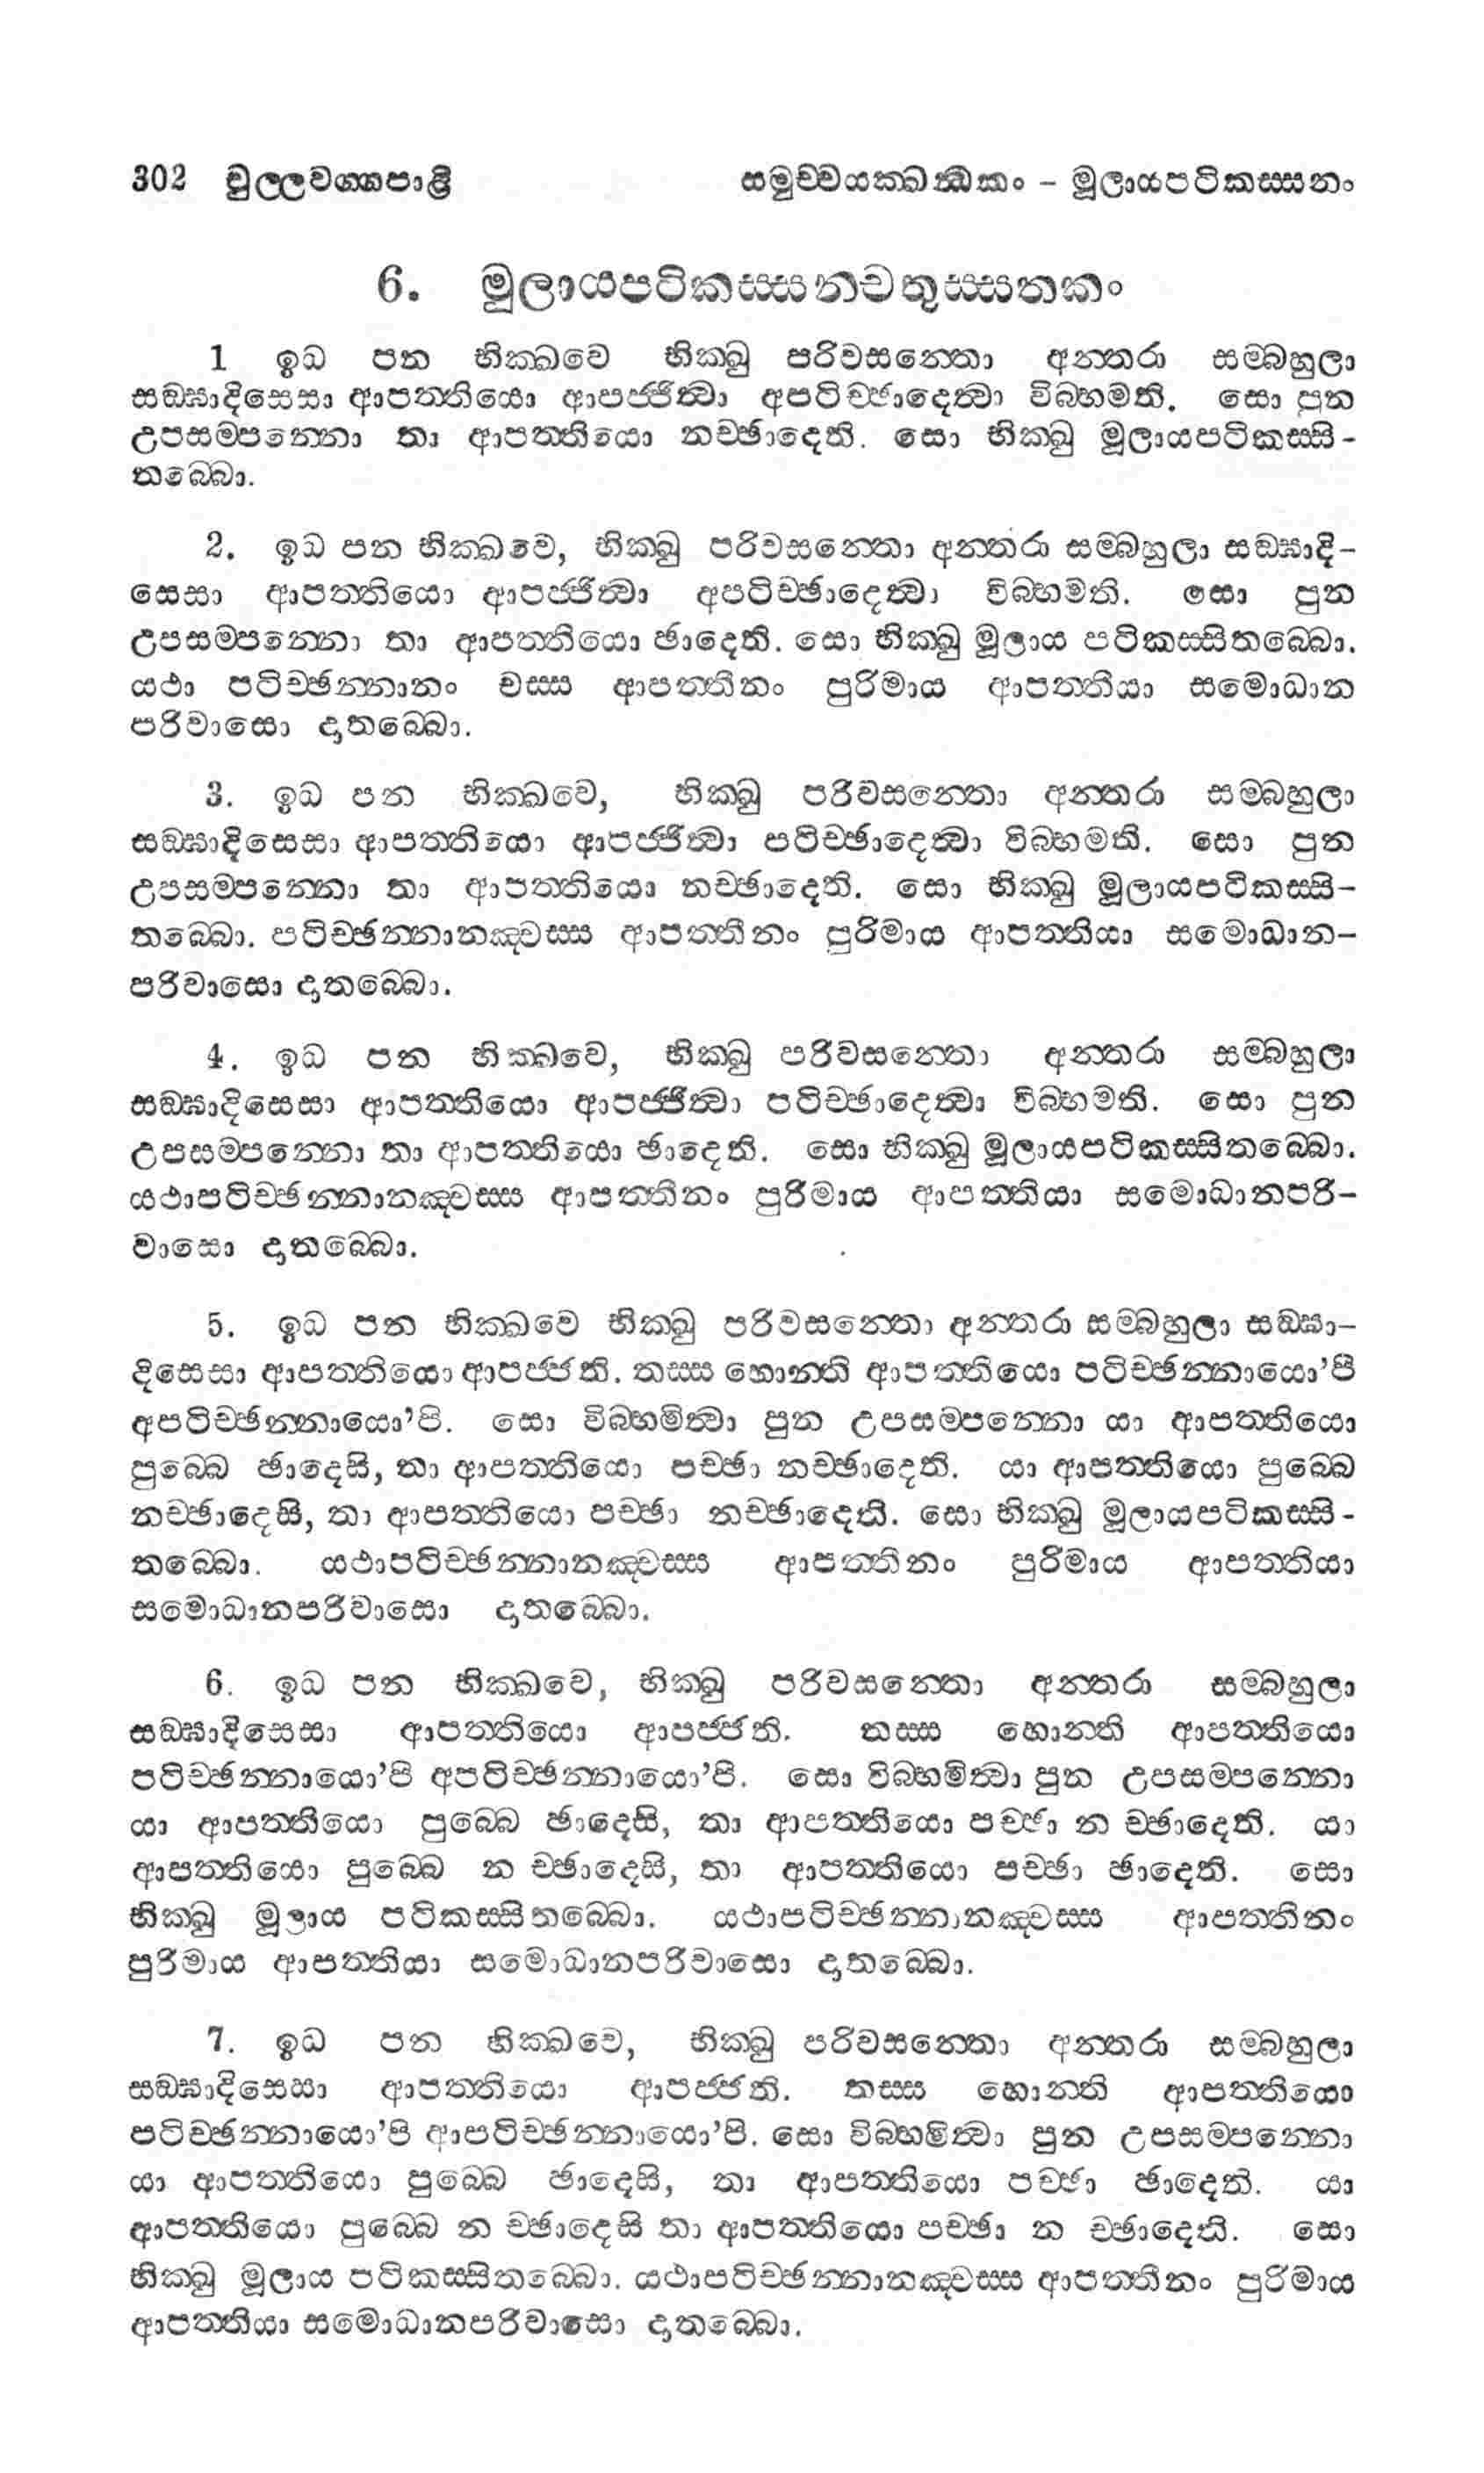 302 චුල්ලවග්ගපාළි සමුච්චයක්ඛන්ධකං - මූලායපටිකස්සනං
6. මූලායපටිකස්සනචතුස්සතකං
1 ඉධ පන භික්ඛවෙ භික්ඛු පරිවසන්තො අන්තරා සම්බහුලා
සඞ්ඝාදිසෙසා ආපත්තියො ආපජ්ජිත්වා අපටිච්ඡාදෙත්වා විබ්භමති. සො පුන
උපසම්පන්නො තා ආපත්තියො නච්ඡාදෙති. සො භික්ඛු මූලායපටිකස්සි-
තබ්බො.
2. ඉධ පන භික්ඛවෙ, භික්ඛු පරිවසන්තො අන්තරා සම්බහුලා සඞ්ඝාදි-
සෙසා ආපත්තියො ආපජ්ජිත්වා අපටිච්ඡාදෙත්වා විබ්භමති. සො පුන
උපසම්පන්නො තා ආපත්තියො ඡාදෙති. සො භික්ඛු මූලාය පටිකස්සිතබ්බො.
යථා පටිච්ඡන්නානං චස්ස ආපත්තීනං පුරිමාය ආපත්තියා සමොධාන
පරිවාසො දාතබ්බො.
3. ඉධ පන භික්ඛවෙ, භික්ඛු පරිවසන්තො අන්තරා සම්බහුලා
සඞ්ඝාදිසෙසා ආපත්තියො ආපජ්ජිත්වා පටිච්ඡාදෙත්වා විබ්භමති. සො පුන
උපසම්පන්නො තා ආපත්තියො නච්ඡාදෙති. සො භික්ඛු මූලායපටිකස්සි-
තබ්බො. පටිච්ඡන්නානඤ්චස්ස ආපත්තීනං පුරිමාය ආපත්තියා සමොධාන-
පරිවාසො දාතබ්බො.
4. ඉධ පන භික්ඛවෙ, භික්ඛු පරිවසන්තො අන්තරා සම්බහුලා
සඞ්ඝාදිසෙසා ආපත්තියො ආපජ්ජිත්වා පටිච්ඡාදෙත්වා විබ්භමති. සො පුන
උපසම්පන්නො තා ආපත්තියො ඡාදෙති. සො භික්ඛු මූලායපටිකස්සිතබ්බො.
යථාපටිච්ඡන්නානඤ්චස්ස ආපත්තීනං පුරිමාය ආපත්තියා සමොධානපරි-
වාසො දාතබ්බො.
5. ඉධ පන භික්ඛවෙ භික්ඛු පරිවසන්තො අන්තරා සම්බහුලා සඞ්ඝා-
දිසෙසා ආපත්තියො ආපජ්ජති. තස්ස හොන්ති ආපත්තියො පටිච්ඡන්නායො’පි
අපටිච්ඡන්නායො’පි. සො විබ්භමිත්වා පුන උපසම්පන්නො යා ආපත්තියො
පුබ්බෙ ඡාදෙසි, තා ආපත්තියො පච්ඡා නච්ඡාදෙති. යා ආපත්තියො පුබ්බෙ
නච්ඡාදෙසි, තා ආපත්තියො පච්ඡා නච්ඡාදෙති. සො භික්ඛු මූලායපටිකස්සි-
තබ්බො. යථාපටිච්ඡන්නානඤ්චස්ස ආපත්තීනං පුරිමාය ආපත්තියා
සමොධානපරිවාසො දාතබ්බො.
6. ඉධ පන භික්ඛවෙ, භික්ඛු පරිවසන්තො අන්තරා සම්බහුලා
සඞ්ඝාදිසෙසා ආපත්තියො ආපජ්ජති. තස්ස හොන්ති ආපත්තියො
පටිච්ඡන්නායො’පි අපටිච්ඡන්නායො’පි. සො විබ්භමිත්වා පුන උපසම්පන්නො
යා ආපත්තියො පුබ්බෙ ඡාදෙසි, තා ආපත්තියො පච්ඡා න ච්ඡාදෙති. යා
ආපත්තියො පුබ්බෙ න ච්ඡාදෙසි, තා ආපත්තියො පච්ඡා ඡාදෙති. සො
භික්ඛු මූලාය පටිකස්සිතබ්බො. යථාපටිච්ඡන්නානඤ්චස්ස ආපත්තීනං
පුරිමාය ආපත්තියා සමොධානපරිවාසො දාතබ්බො.
7. ඉධ පන භික්ඛවෙ, භික්ඛු පරිවසන්තො අන්තරා සම්බහුලා
සඞ්ඝාදිසෙසා ආපත්තියො ආපජ්ජති. තස්ස හොන්ති ආපත්තියො
පටිච්ඡන්නායො’පි ආපටිච්ඡන්නායො’පි. සො විබ්භමිත්වා පුන උපසම්පන්නො
යා ආපත්තියො පුබ්බෙ ඡාදෙසි, තා ආපත්තියො පච්ඡා ඡාදෙති. යා
ආපත්තියො පුබ්බෙ න ච්ඡාදෙසි තා ආපත්තියො පච්ඡා න ච්ඡාදෙති. සො
භික්ඛු මූලාය පටිකස්සිතබ්බො. යථාපටිච්ඡන්නානඤ්චස්ස ආපත්තීනං පුරිමාය
ආපත්තියා සමොධානපරිවාසො දාතබ්බො.